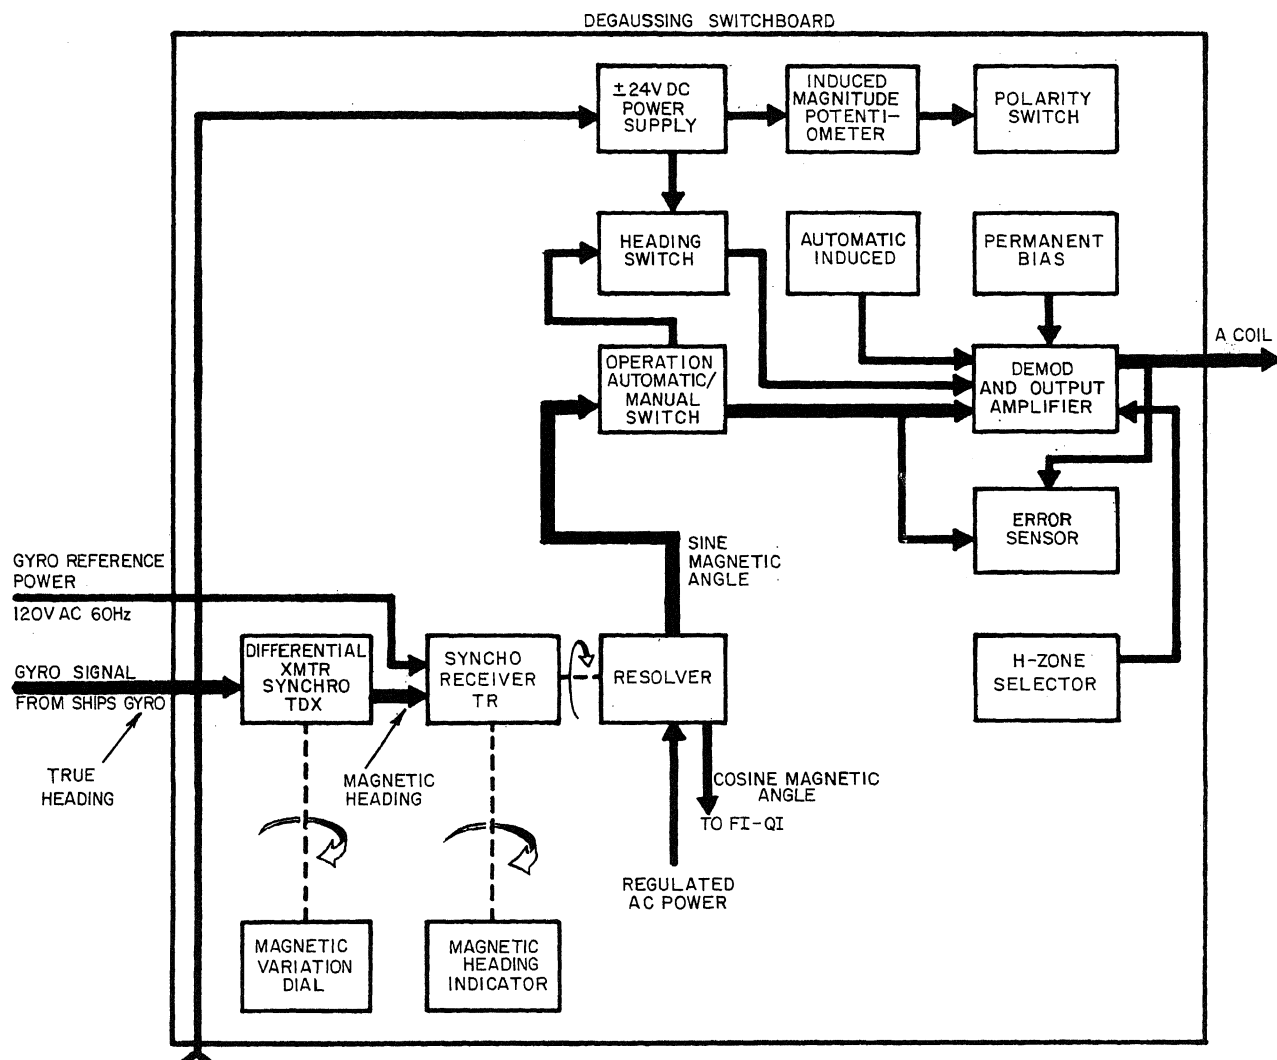 DEGAUSSING SWITCHBOARD
±24V DC
POWER
SUPPLY
INDUCED
MAGNITUDE
POTENTI-
OMETER
POLARITY
SWITCH
HEADING
SWITCH
AUTOMATIC
INDUCED
PERMANENT
BIAS
A COIL
OPERATION
AUTOMATIC/
MANUAL
SWITCH
DEMOD
AND OUTPUT
AMPLIFIER
ERROR
SENSOR
SINE
MAGNETIC
ANGLE
GYRO REFERENCE
POWER
120V AC 60Hz
GYRO SIGNAL
FROM SHIPS GYRO
TRUE
HEADING
DIFFERENTIAL
XMTR
SYNCHRO
TDX
MAGNETIC
HEADING
SYNCHO
RECEIVER
TR
RESOLVER
H-ZONE
SELECTOR
COSINE MAGNETIC
ANGLE
TO FI-QI
REGULATED
AC POWER
MAGNETIC
VARIATION
DIAL
MAGNETIC
HEADING
INDICATOR